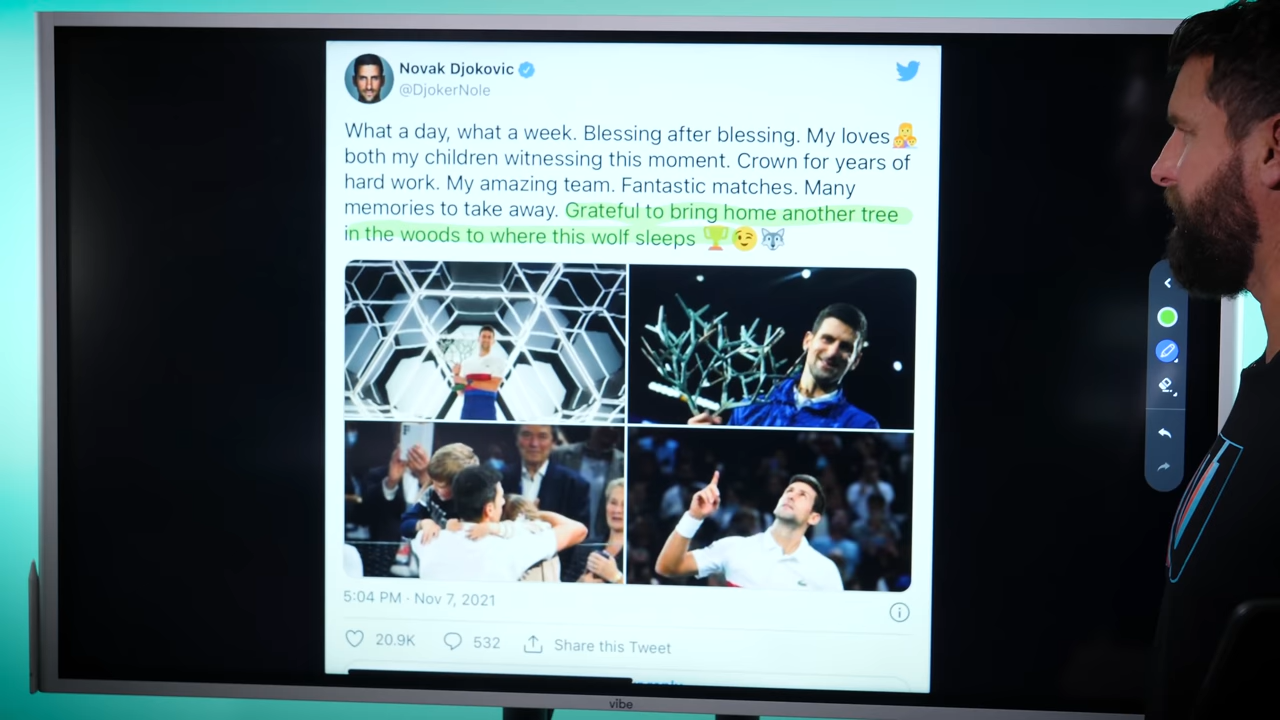 Novak Djokovic
@DjokerNole
What a day, what a week. Blessing after blessing. My loves
both my children witnessing this moment. Crown for years of
hard work. My amazing team. Fantastic matches. Many
memories to take away. Grateful to bring home another tree
in the woods to where this wolf sleeps 🏆😉🐺
5:04 PM · Nov 7, 2021
20.9K
532
Share this Tweet
vibe